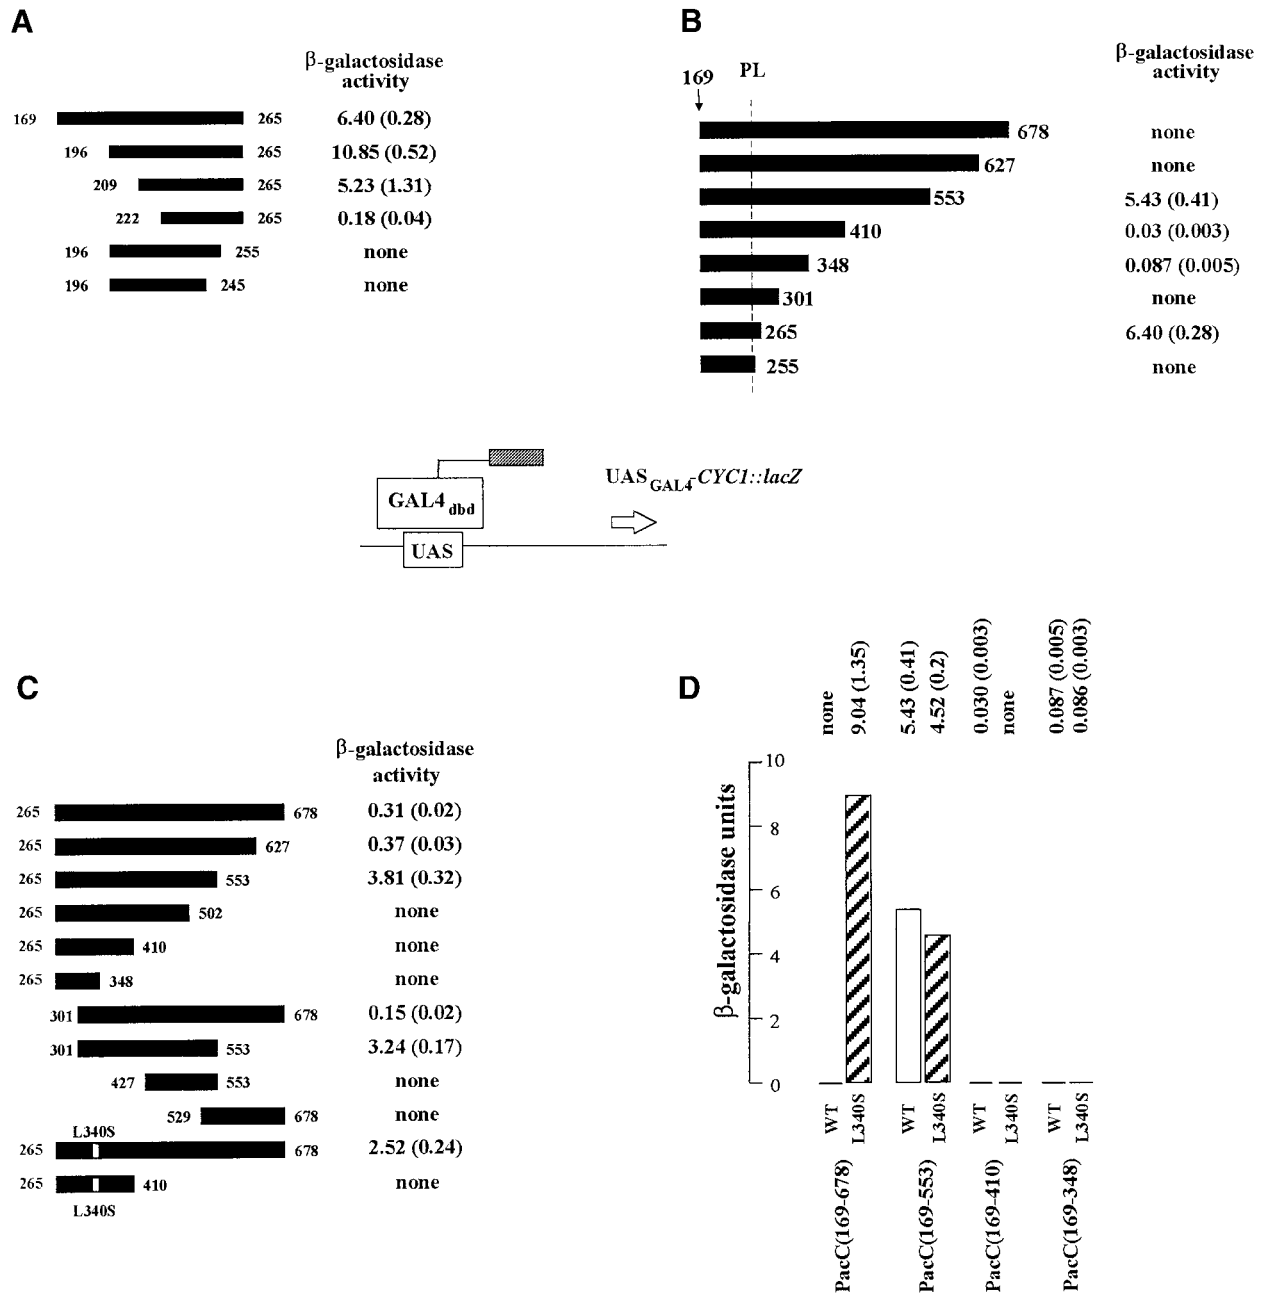 A
β-galactosidase
activity
169 265 6.40 (0.28)
196 265 10.85 (0.52)
209 265 5.23 (1.31)
222 265 0.18 (0.04)
196 255 none
196 245 none
B
β-galactosidase
activity
169 PL
678 none
627 none
553 5.43 (0.41)
410 0.03 (0.003)
348 0.087 (0.005)
301 none
265 6.40 (0.28)
255 none
GAL4dbd
UAS
UASGAL4-CYC1::lacZ
C
β-galactosidase
activity
265 678 0.31 (0.02)
265 627 0.37 (0.03)
265 553 3.81 (0.32)
265 502 none
265 410 none
265 348 none
301 678 0.15 (0.02)
301 553 3.24 (0.17)
427 553 none
529 678 none
L340S
265 678 2.52 (0.24)
265 410 none
L340S
D
none
9.04 (1.35)
5.43 (0.41)
4.52 (0.2)
0.030 (0.003)
none
0.087 (0.005)
0.086 (0.003)
β-galactosidase units
10
8
6
4
2
0
WT
L340S
WT
L340S
WT
L340S
WT
L340S
PacC(169-678)
PacC(169-553)
PacC(169-410)
PacC(169-348)